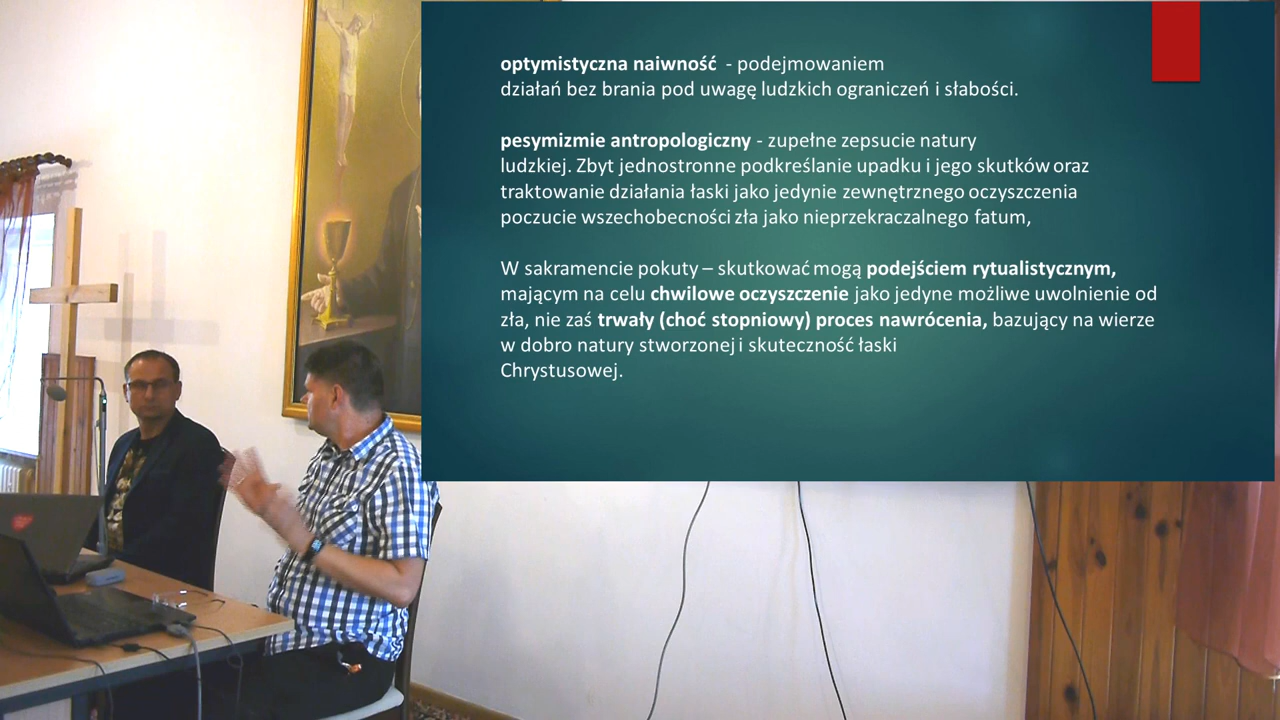 optymistyczna naiwność - podejmowaniem
działań bez brania pod uwagę ludzkich ograniczeń i słabości.
pesymizmie antropologiczny - zupełne zepsucie natury
ludzkiej. Zbyt jednostronne podkreślanie upadku i jego skutków oraz
traktowanie działania łaski jako jedynie zewnętrznego oczyszczenia
poczucie wszechobecności zła jako nieprzekraczalnego fatum,
W sakramencie pokuty – skutkować mogą podejściem rytualistycznym,
mającym na celu chwilowe oczyszczenie jako jedyne możliwe uwolnienie od
zła, nie zaś trwały (choć stopniowy) proces nawrócenia, bazujący na wierze
w dobro natury stworzonej i skuteczność łaski
Chrystusowej.